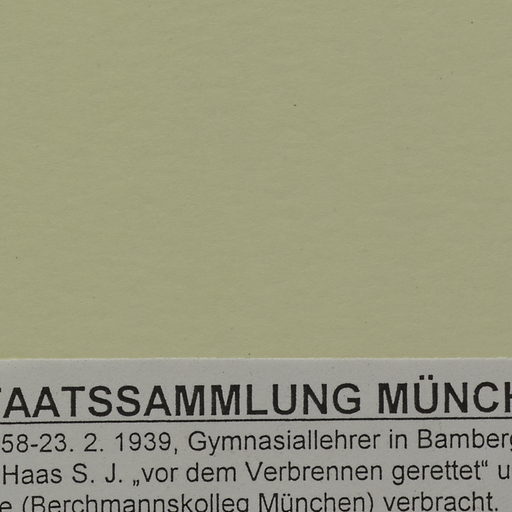 TAATSSAMMLUNG MÜNCH
58-23. 2. 1939, Gymnasiallehrer in Bamberg
Haas S. J. „vor dem Verbrennen gerettet“ u
e (Berchmannskolleg München) verbracht.